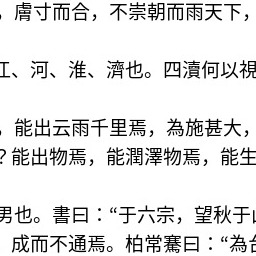 ，膚寸而合，不崇朝而雨天下，
江、河、淮、濟也。四瀆何以視
，能出云雨千里焉，為施甚大，
？能出物焉，能潤澤物焉，能生
男也。書曰：“于六宗，望秋于山
成而不通焉。柏常騫曰：“為台